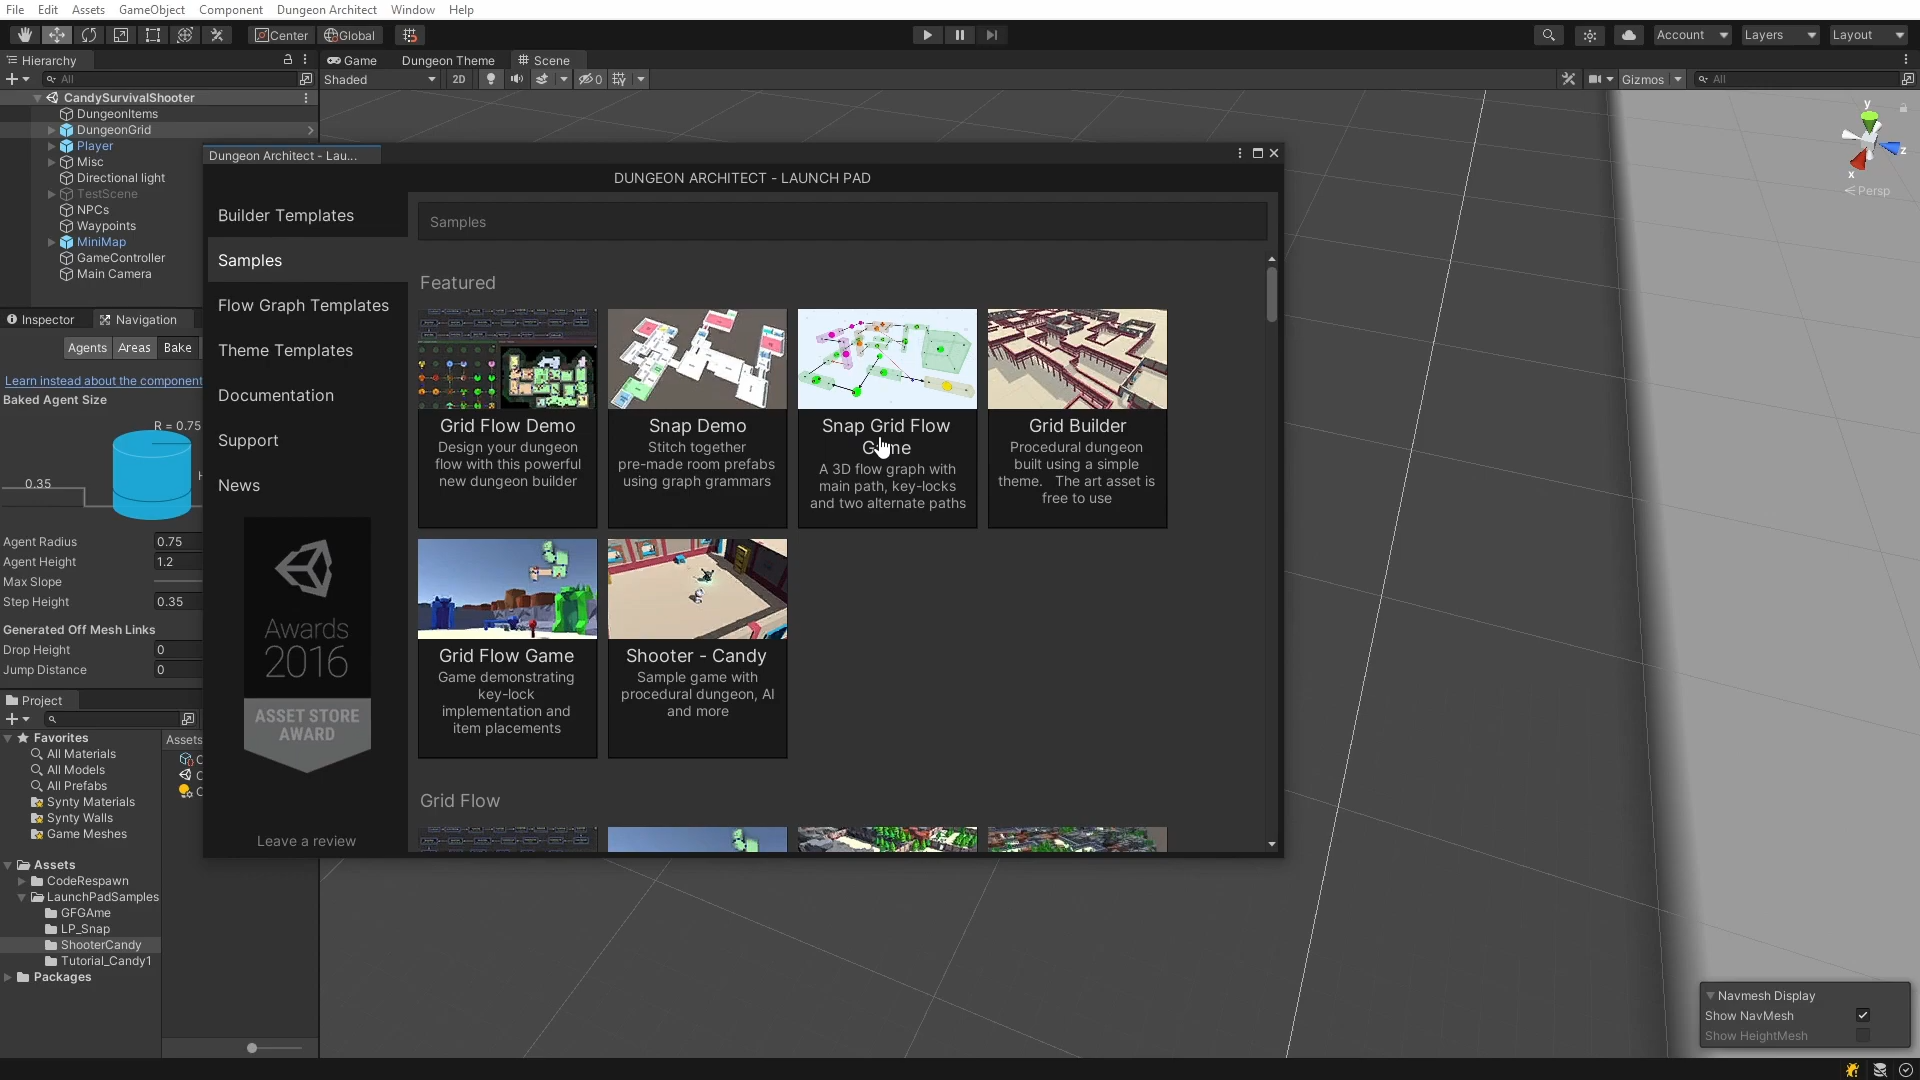 File Edit Assets GameObject Component Dungeon Architect Window Help
Center Global
Account Layers Layout
Hierarchy
All
CandySurvivalShooter
DungeonItems
DungeonGrid
Player
Misc
Directional light
TestScene
NPCs
Waypoints
MiniMap
GameController
Main Camera
Game Dungeon Theme Scene
Shaded 2D 0 Gizmos All
y
z
x
Persp
Inspector Navigation
Agents Areas Bake
Learn instead about the component
Baked Agent Size
R = 0.75
0.35
Agent Radius 0.75
Agent Height 1.2
Max Slope
Step Height 0.35
Generated Off Mesh Links
Drop Height 0
Jump Distance 0
Project
Favorites
All Materials
All Models
All Prefabs
Synty Materials
Synty Walls
Game Meshes
Assets
CodeRespawn
LaunchPadSamples
GFGAme
LP_Snap
ShooterCandy
Tutorial_Candy1
Packages
Assets
Dungeon Architect - Lau...
DUNGEON ARCHITECT - LAUNCH PAD
Builder Templates
Samples
Flow Graph Templates
Theme Templates
Documentation
Support
News
Awards
2016
ASSET STORE
AWARD
Leave a review
Samples
Featured
Grid Flow Demo
Design your dungeon
flow with this powerful
new dungeon builder
Snap Demo
Stitch together
pre-made room prefabs
using graph grammars
Snap Grid Flow
Game
A 3D flow graph with
main path, key-locks
and two alternate paths
Grid Builder
Procedural dungeon
built using a simple
theme. The art asset is
free to use
Grid Flow Game
Game demonstrating
key-lock
implementation and
item placements
Shooter - Candy
Sample game with
procedural dungeon, AI
and more
Grid Flow
Navmesh Display
Show NavMesh
Show HeightMesh